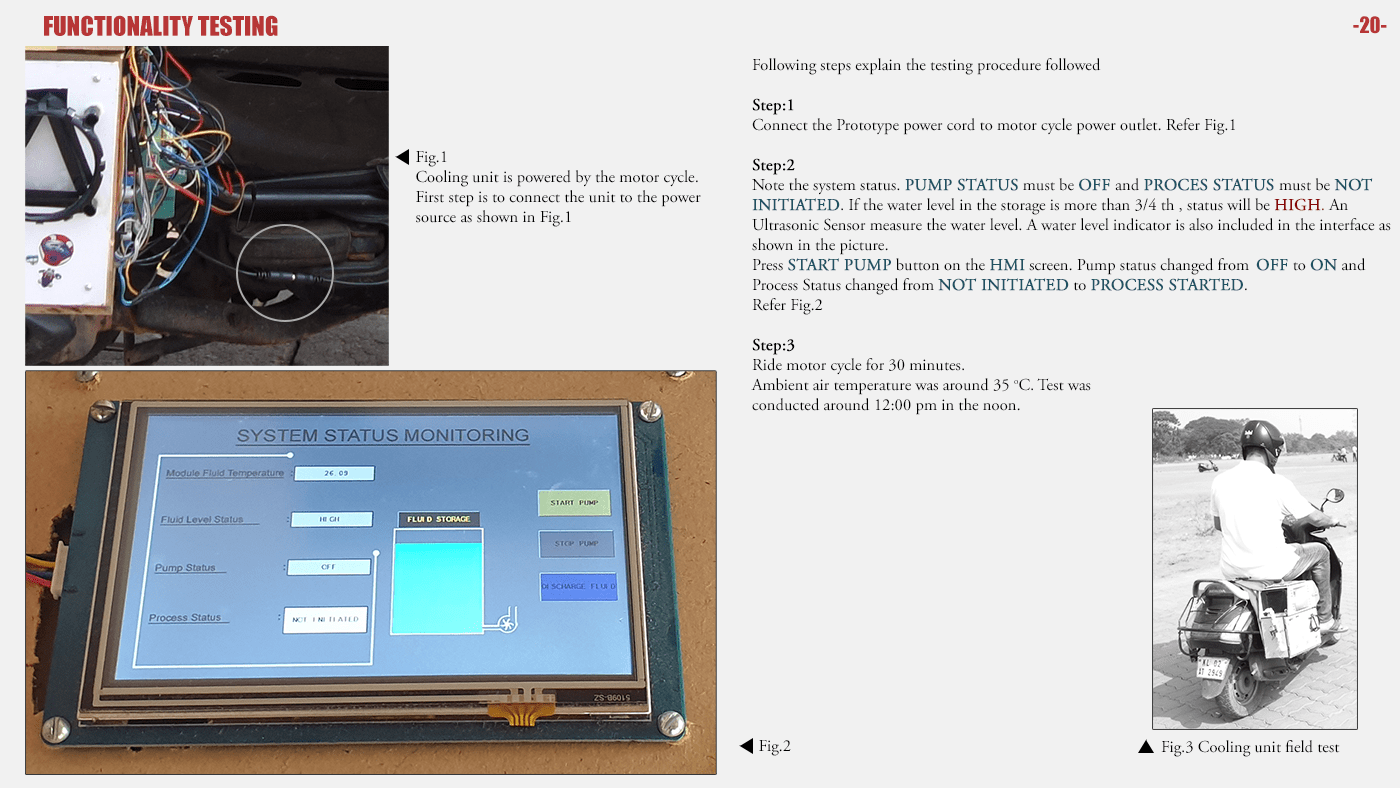 FUNCTIONALITY TESTING
-20-
Fig.1
Cooling unit is powered by the motor cycle.
First step is to connect the unit to the power
source as shown in Fig.1
SYSTEM STATUS MONITORING
Module Fluid Temperature : 26.09
Fluid Level Status : HIGH
Pump Status : OFF
Process Status : NOT INITIATED
FLUID STORAGE
START PUMP
STOP PUMP
DISCHARGE FLUID
Fig.2
Following steps explain the testing procedure followed
Step:1
Connect the Prototype power cord to motor cycle power outlet. Refer Fig.1
Step:2
Note the system status. PUMP STATUS must be OFF and PROCES STATUS must be NOT
INITIATED. If the water level in the storage is more than 3/4 th , status will be HIGH. An
Ultrasonic Sensor measure the water level. A water level indicator is also included in the interface as
shown in the picture.
Press START PUMP button on the HMI screen. Pump status changed from OFF to ON and
Process Status changed from NOT INITIATED to PROCESS STARTED.
Refer Fig.2
Step:3
Ride motor cycle for 30 minutes.
Ambient air temperature was around 35 °C. Test was
conducted around 12:00 pm in the noon.
KL 02
Fig.3 Cooling unit field test